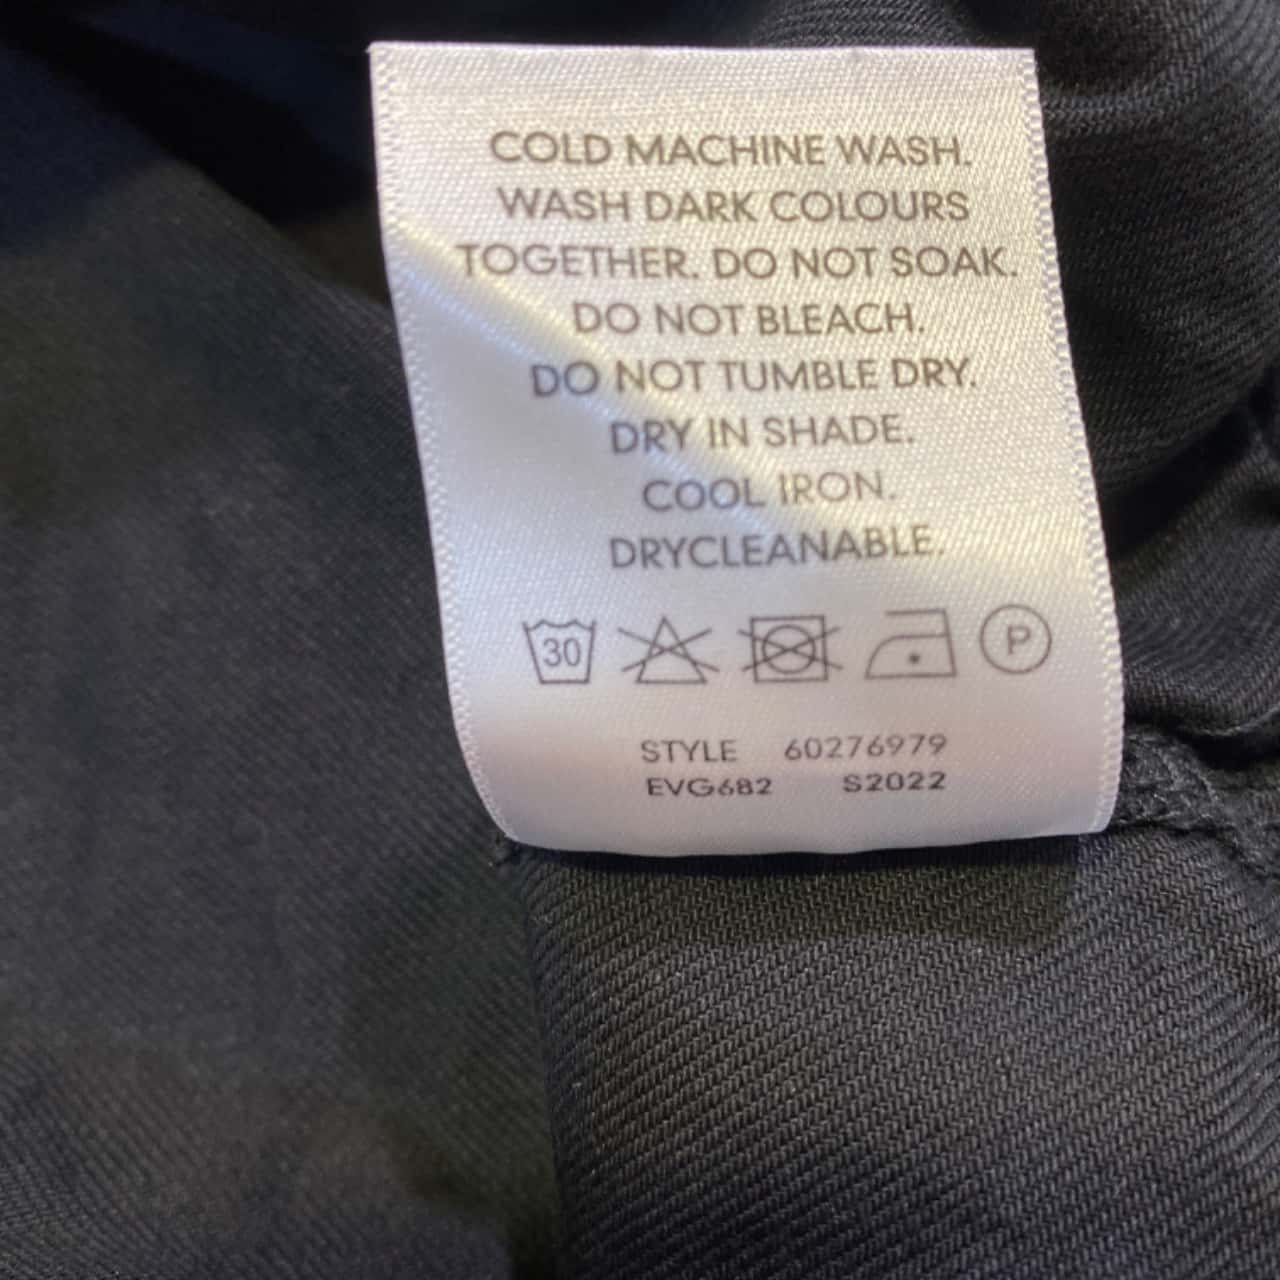 COLD MACHINE WASH.
WASH DARK COLOURS
TOGETHER. DO NOT SOAK.
DO NOT BLEACH.
DO NOT TUMBLE DRY.
DRY IN SHADE.
COOL IRON.
DRYCLEANABLE.
30 P
STYLE 60276979
EVG682 S2022